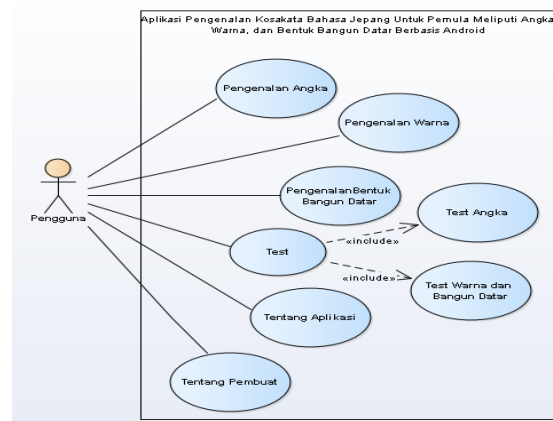 Aplikasi Pengenalan Kosakata Bahasa Jepang Untuk Pemula Meliputi Angka
Warna, dan Bentuk Bangun Datar Berbasis Android
Pengenalan Angka
Pengenalan Warna
PengenalanBentuk
Bangun Datar
Test Angka
Pengguna
«include»
Test
«include»
Test Warna dan
Bangun Datar
Tentang Aplikasi
Tentang Pembuat